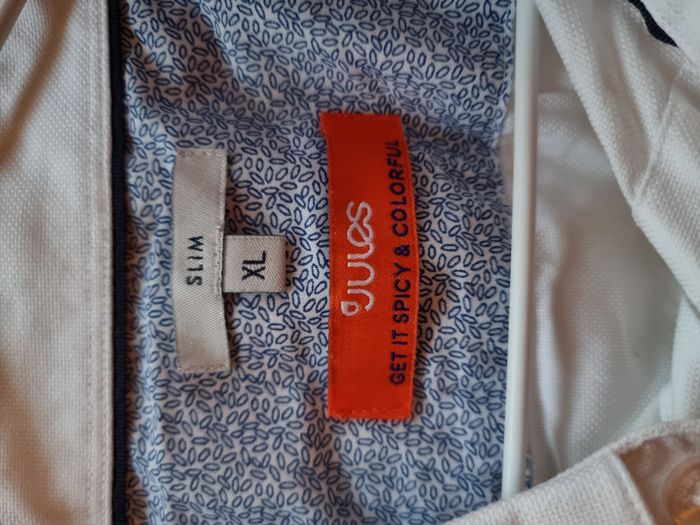 JULES
GET IT SPICY & COLORFUL
XL
SLIM